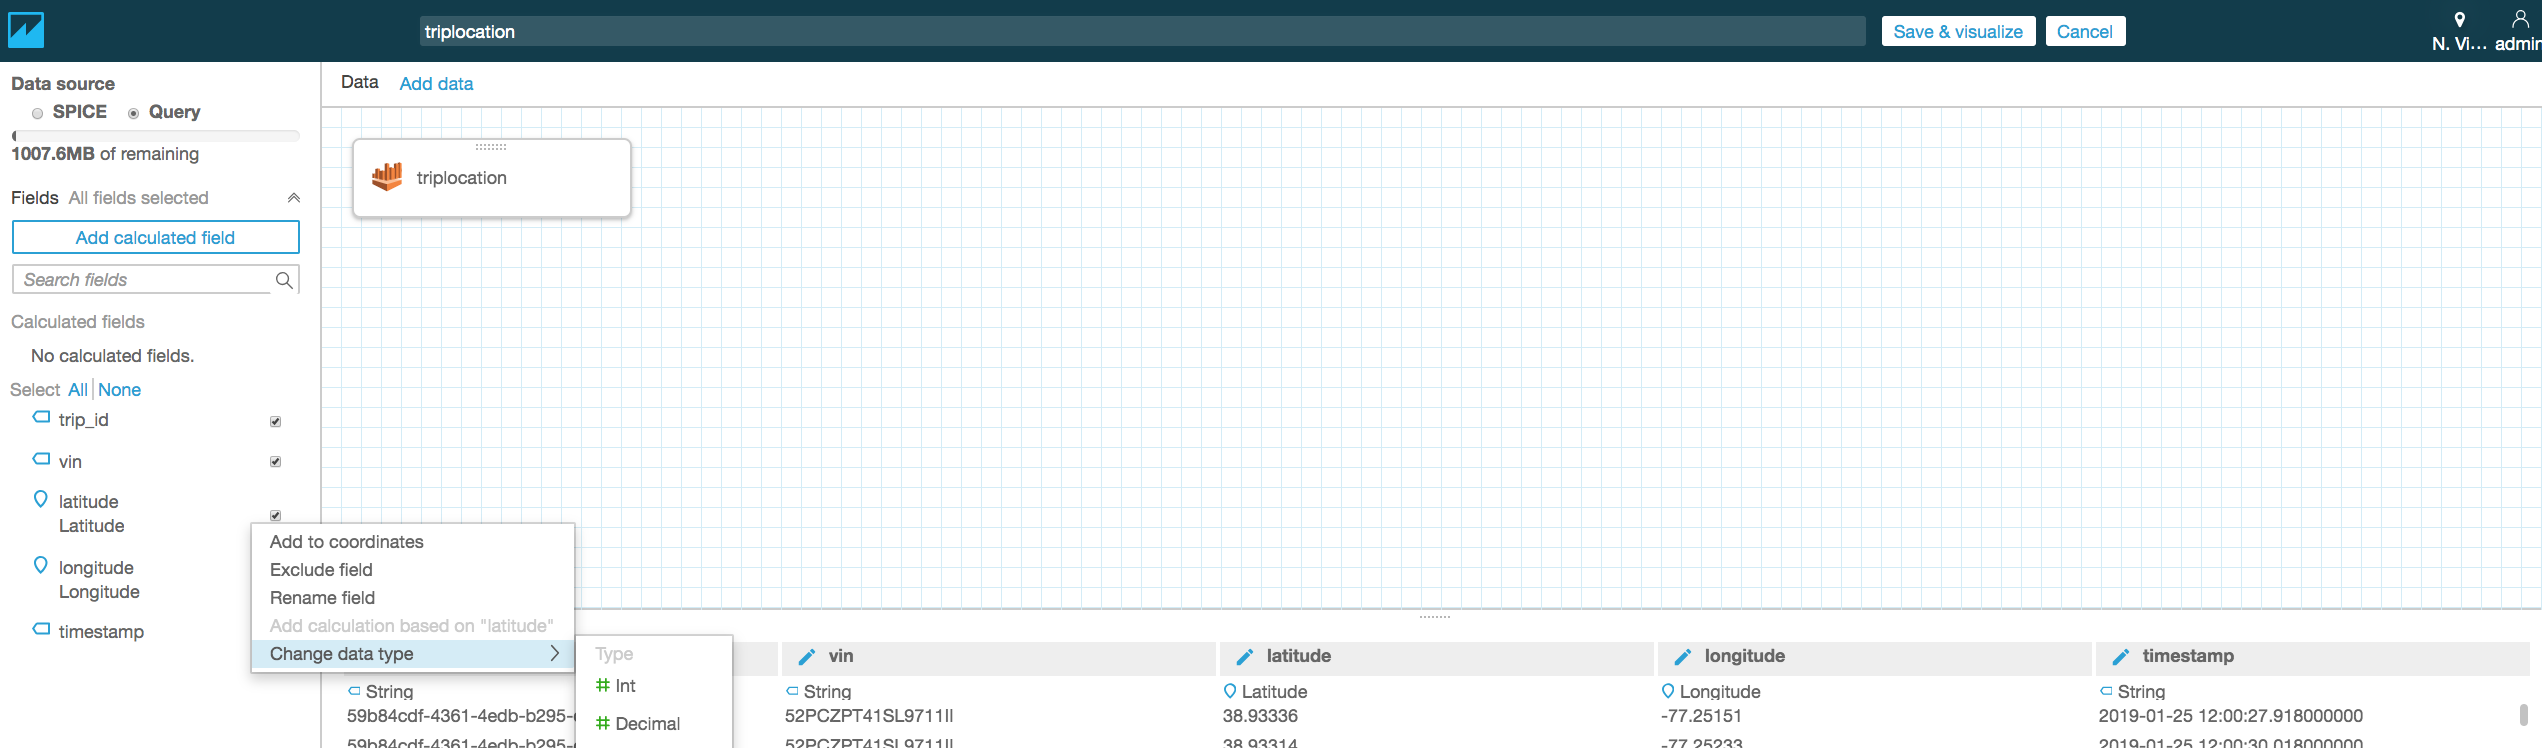 triplocation
Save & visualize
Cancel
N. Vi...
admin
Data source
SPICE
Query
1007.6MB of remaining
Fields All fields selected
Add calculated field
Search fields
Calculated fields
No calculated fields.
Select All None
trip_id
vin
latitude
Latitude
longitude
Longitude
timestamp
Data Add data
triplocation
Add to coordinates
Exclude field
Rename field
Add calculation based on "latitude"
Change data type
Type
Int
Decimal
vin latitude longitude timestamp
String String Latitude Longitude String
59b84cdf-4361-4edb-b295- 38.93336 -77.25151 2019-01-25 12:00:27.918000000
59b84cdf-4361-4edb-b295- 38.93314 -77.25233 2019-01-25 12:00:30.018000000